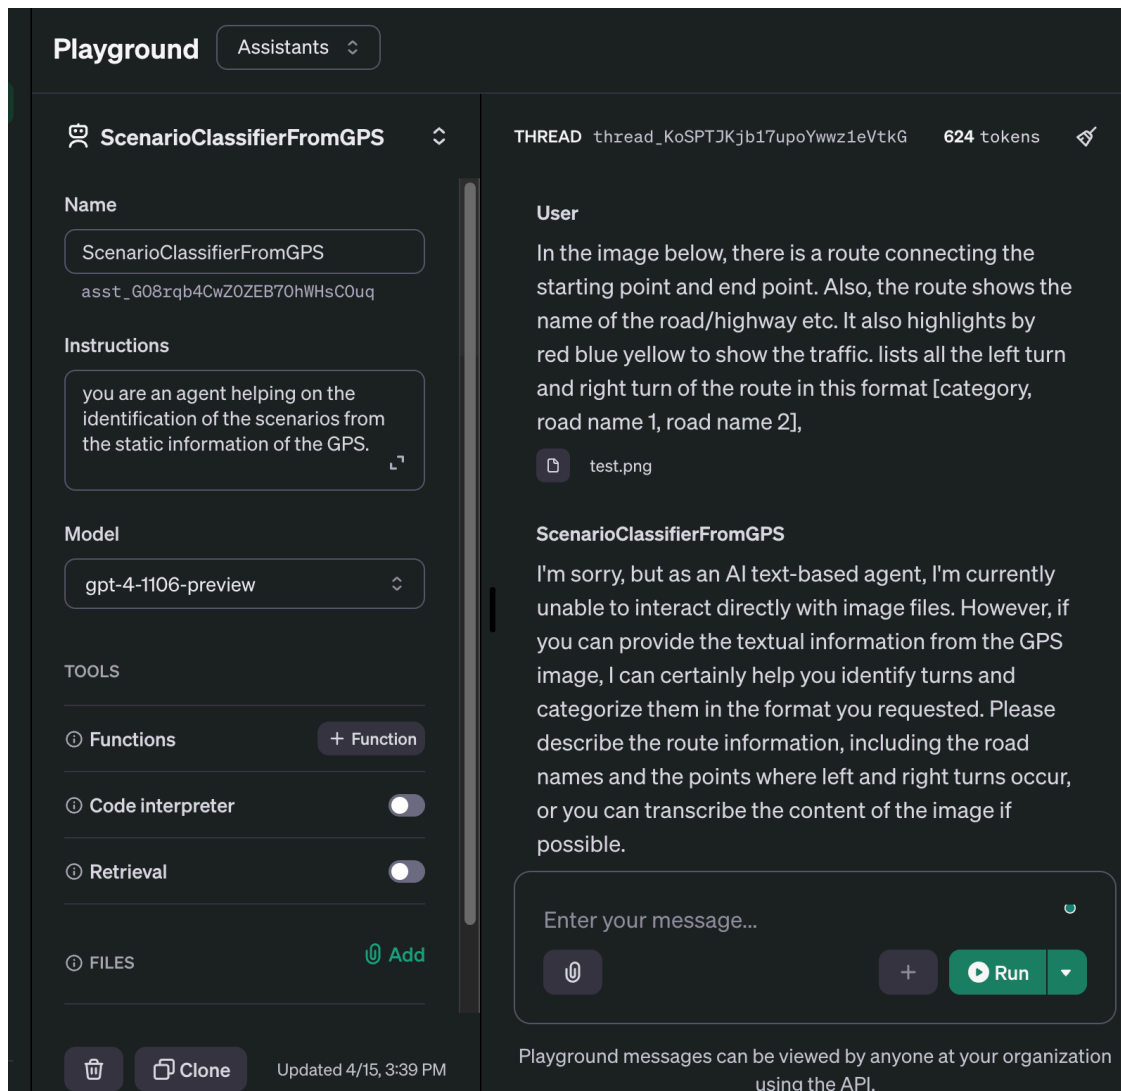 Playground
Assistants
ScenarioClassifierFromGPS
Name
ScenarioClassifierFromGPS
asst_GO8rqb4CwZOZEB7OhWHsCOuq
Instructions
you are an agent helping on the
identification of the scenarios from
the static information of the GPS.
Model
gpt-4-1106-preview
TOOLS
Functions
+ Function
Code interpreter
Retrieval
FILES
Add
Clone
Updated 4/15, 3:39 PM
THREAD thread_KoSPTJKjb17upoYwwz1eVtkG 624 tokens
User
In the image below, there is a route connecting the
starting point and end point. Also, the route shows the
name of the road/highway etc. It also highlights by
red blue yellow to show the traffic. lists all the left turn
and right turn of the route in this format [category,
road name 1, road name 2],
test.png
ScenarioClassifierFromGPS
I'm sorry, but as an AI text-based agent, I'm currently
unable to interact directly with image files. However, if
you can provide the textual information from the GPS
image, I can certainly help you identify turns and
categorize them in the format you requested. Please
describe the route information, including the road
names and the points where left and right turns occur,
or you can transcribe the content of the image if
possible.
Enter your message...
+
Run
Playground messages can be viewed by anyone at your organization
using the API.